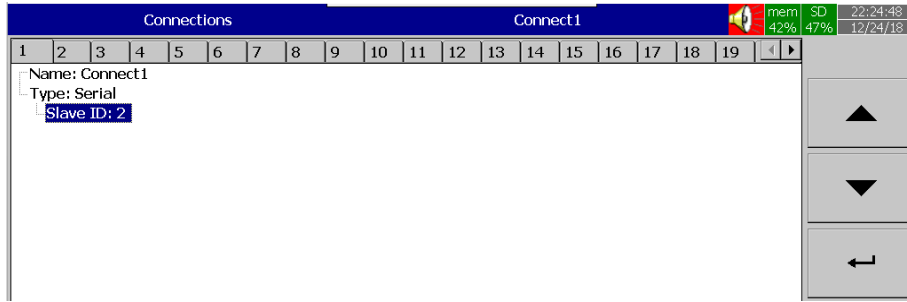 Connections Connect1 mem SD 22:24:48
42% 47% 12/24/18
1 2 3 4 5 6 7 8 9 10 11 12 13 14 15 16 17 18 19
Name: Connect1
Type: Serial
Slave ID: 2